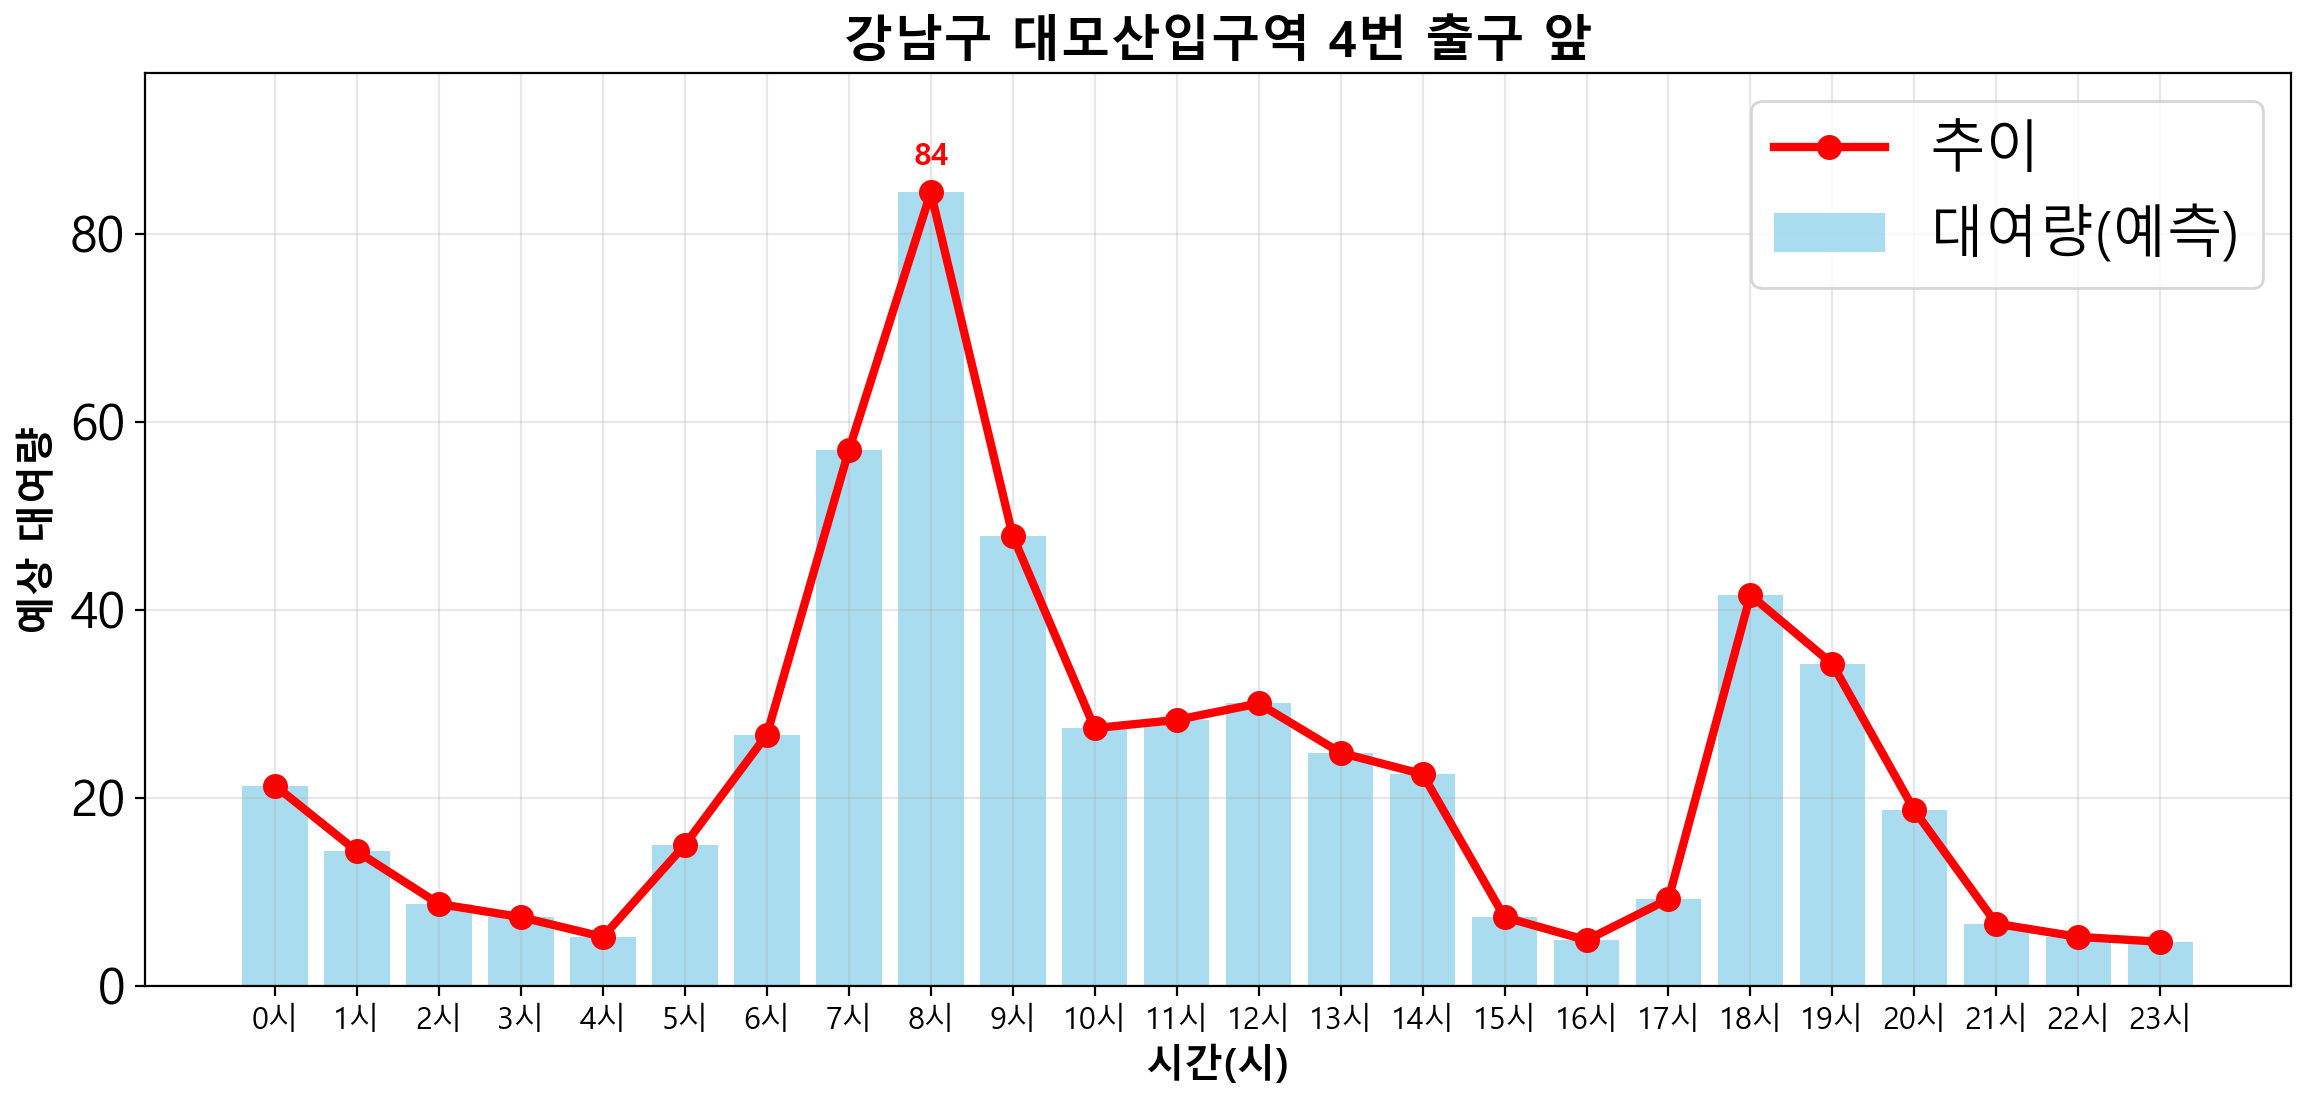 강남구 대모산입구역 4번 출구 앞
84
추이
대여량(예측)
예상 대여량
80
60
40
20
0
0시 1시 2시 3시 4시 5시 6시 7시 8시 9시 10시 11시 12시 13시 14시 15시 16시 17시 18시 19시 20시 21시 22시 23시
시간(시)